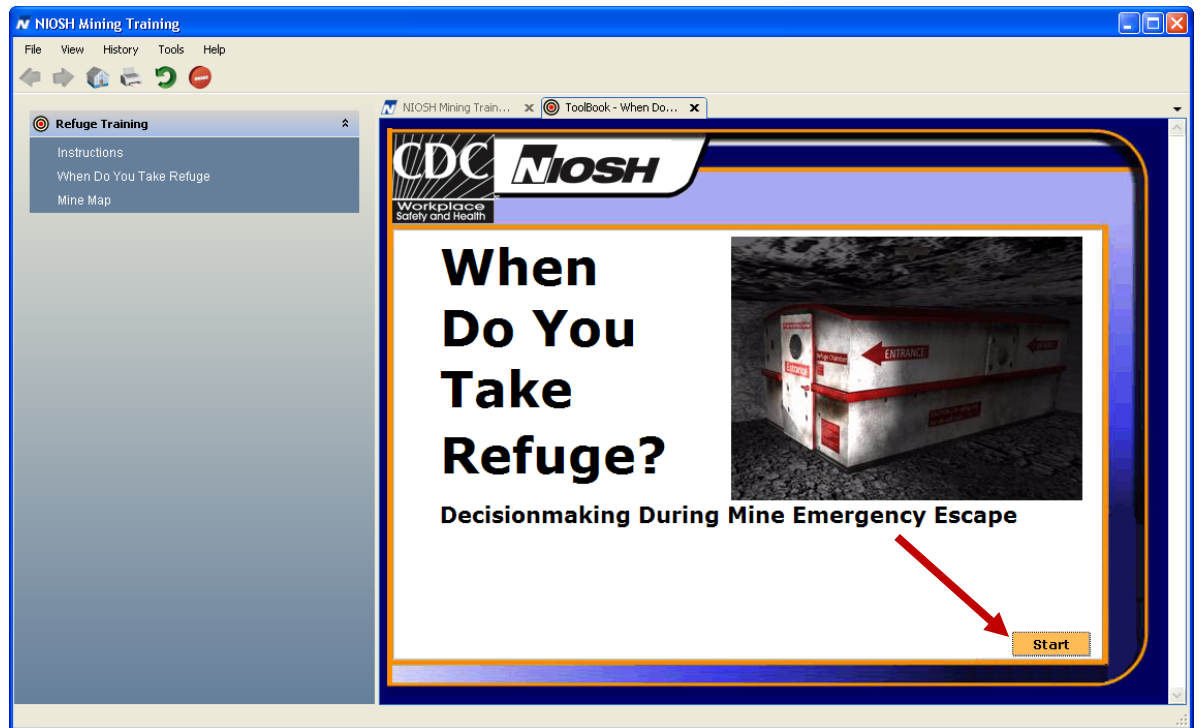 NIOSH Mining Training
File View History Tools Help
NIOSH Mining Train... ToolBook - When Do...
Refuge Training
Instructions
When Do You Take Refuge
Mine Map
CDC NIOSH
Workplace
Safety and Health
When
Do You
Take
Refuge?
ENTRANCE
Entrance
Decisionmaking During Mine Emergency Escape
Start